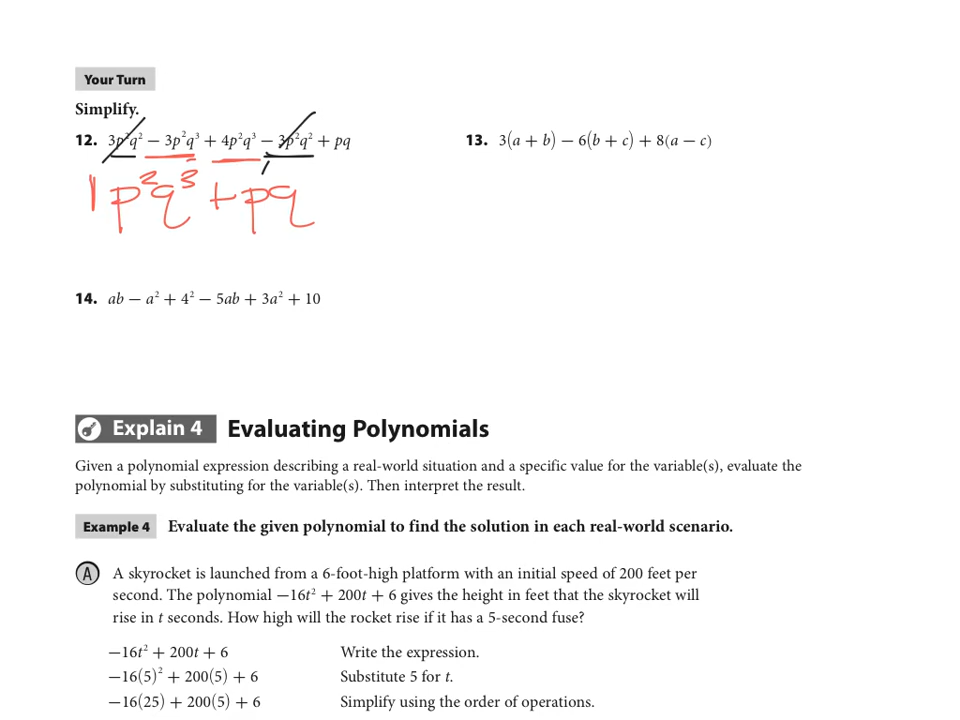 Your Turn
Simplify.
12. 3p²q² − 3p²q³ + 4p²q³ − 3p²q² + pq
13. 3(a + b) − 6(b + c) + 8(a − c)
1p²q³ + pq
14. ab − a² + 4² − 5ab + 3a² + 10
Explain 4 Evaluating Polynomials
Given a polynomial expression describing a real-world situation and a specific value for the variable(s), evaluate the
polynomial by substituting for the variable(s). Then interpret the result.
Example 4 Evaluate the given polynomial to find the solution in each real-world scenario.
A A skyrocket is launched from a 6-foot-high platform with an initial speed of 200 feet per
second. The polynomial −16t² + 200t + 6 gives the height in feet that the skyrocket will
rise in t seconds. How high will the rocket rise if it has a 5-second fuse?
−16t² + 200t + 6 Write the expression.
−16(5)² + 200(5) + 6 Substitute 5 for t.
−16(25) + 200(5) + 6 Simplify using the order of operations.